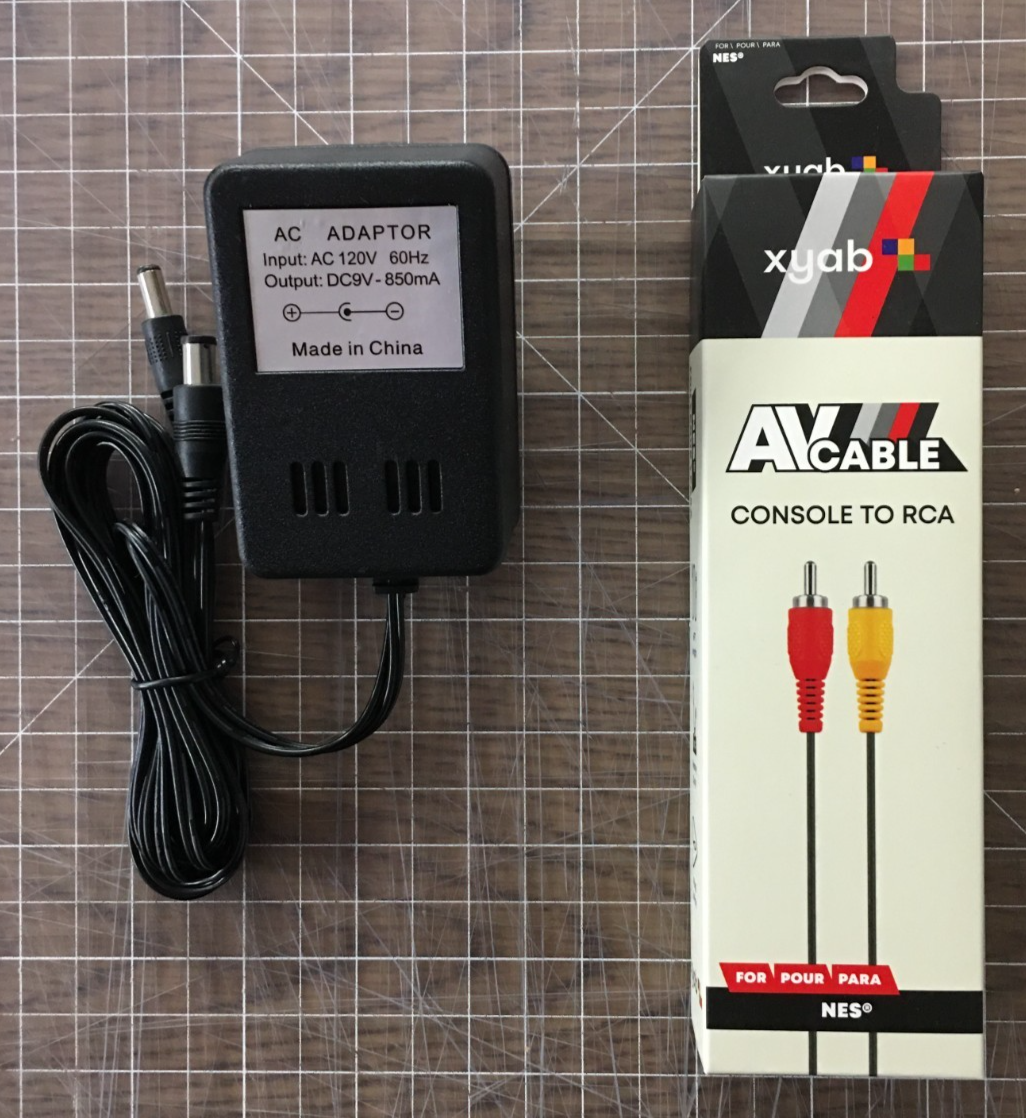 AC ADAPTOR
Input: AC 120V 60Hz
Output: DC9V - 850mA
Made in China
FOR \ POUR \ PARA
NES®
xyab
xyab
AV CABLE
CONSOLE TO RCA
FOR POUR PARA
NES®